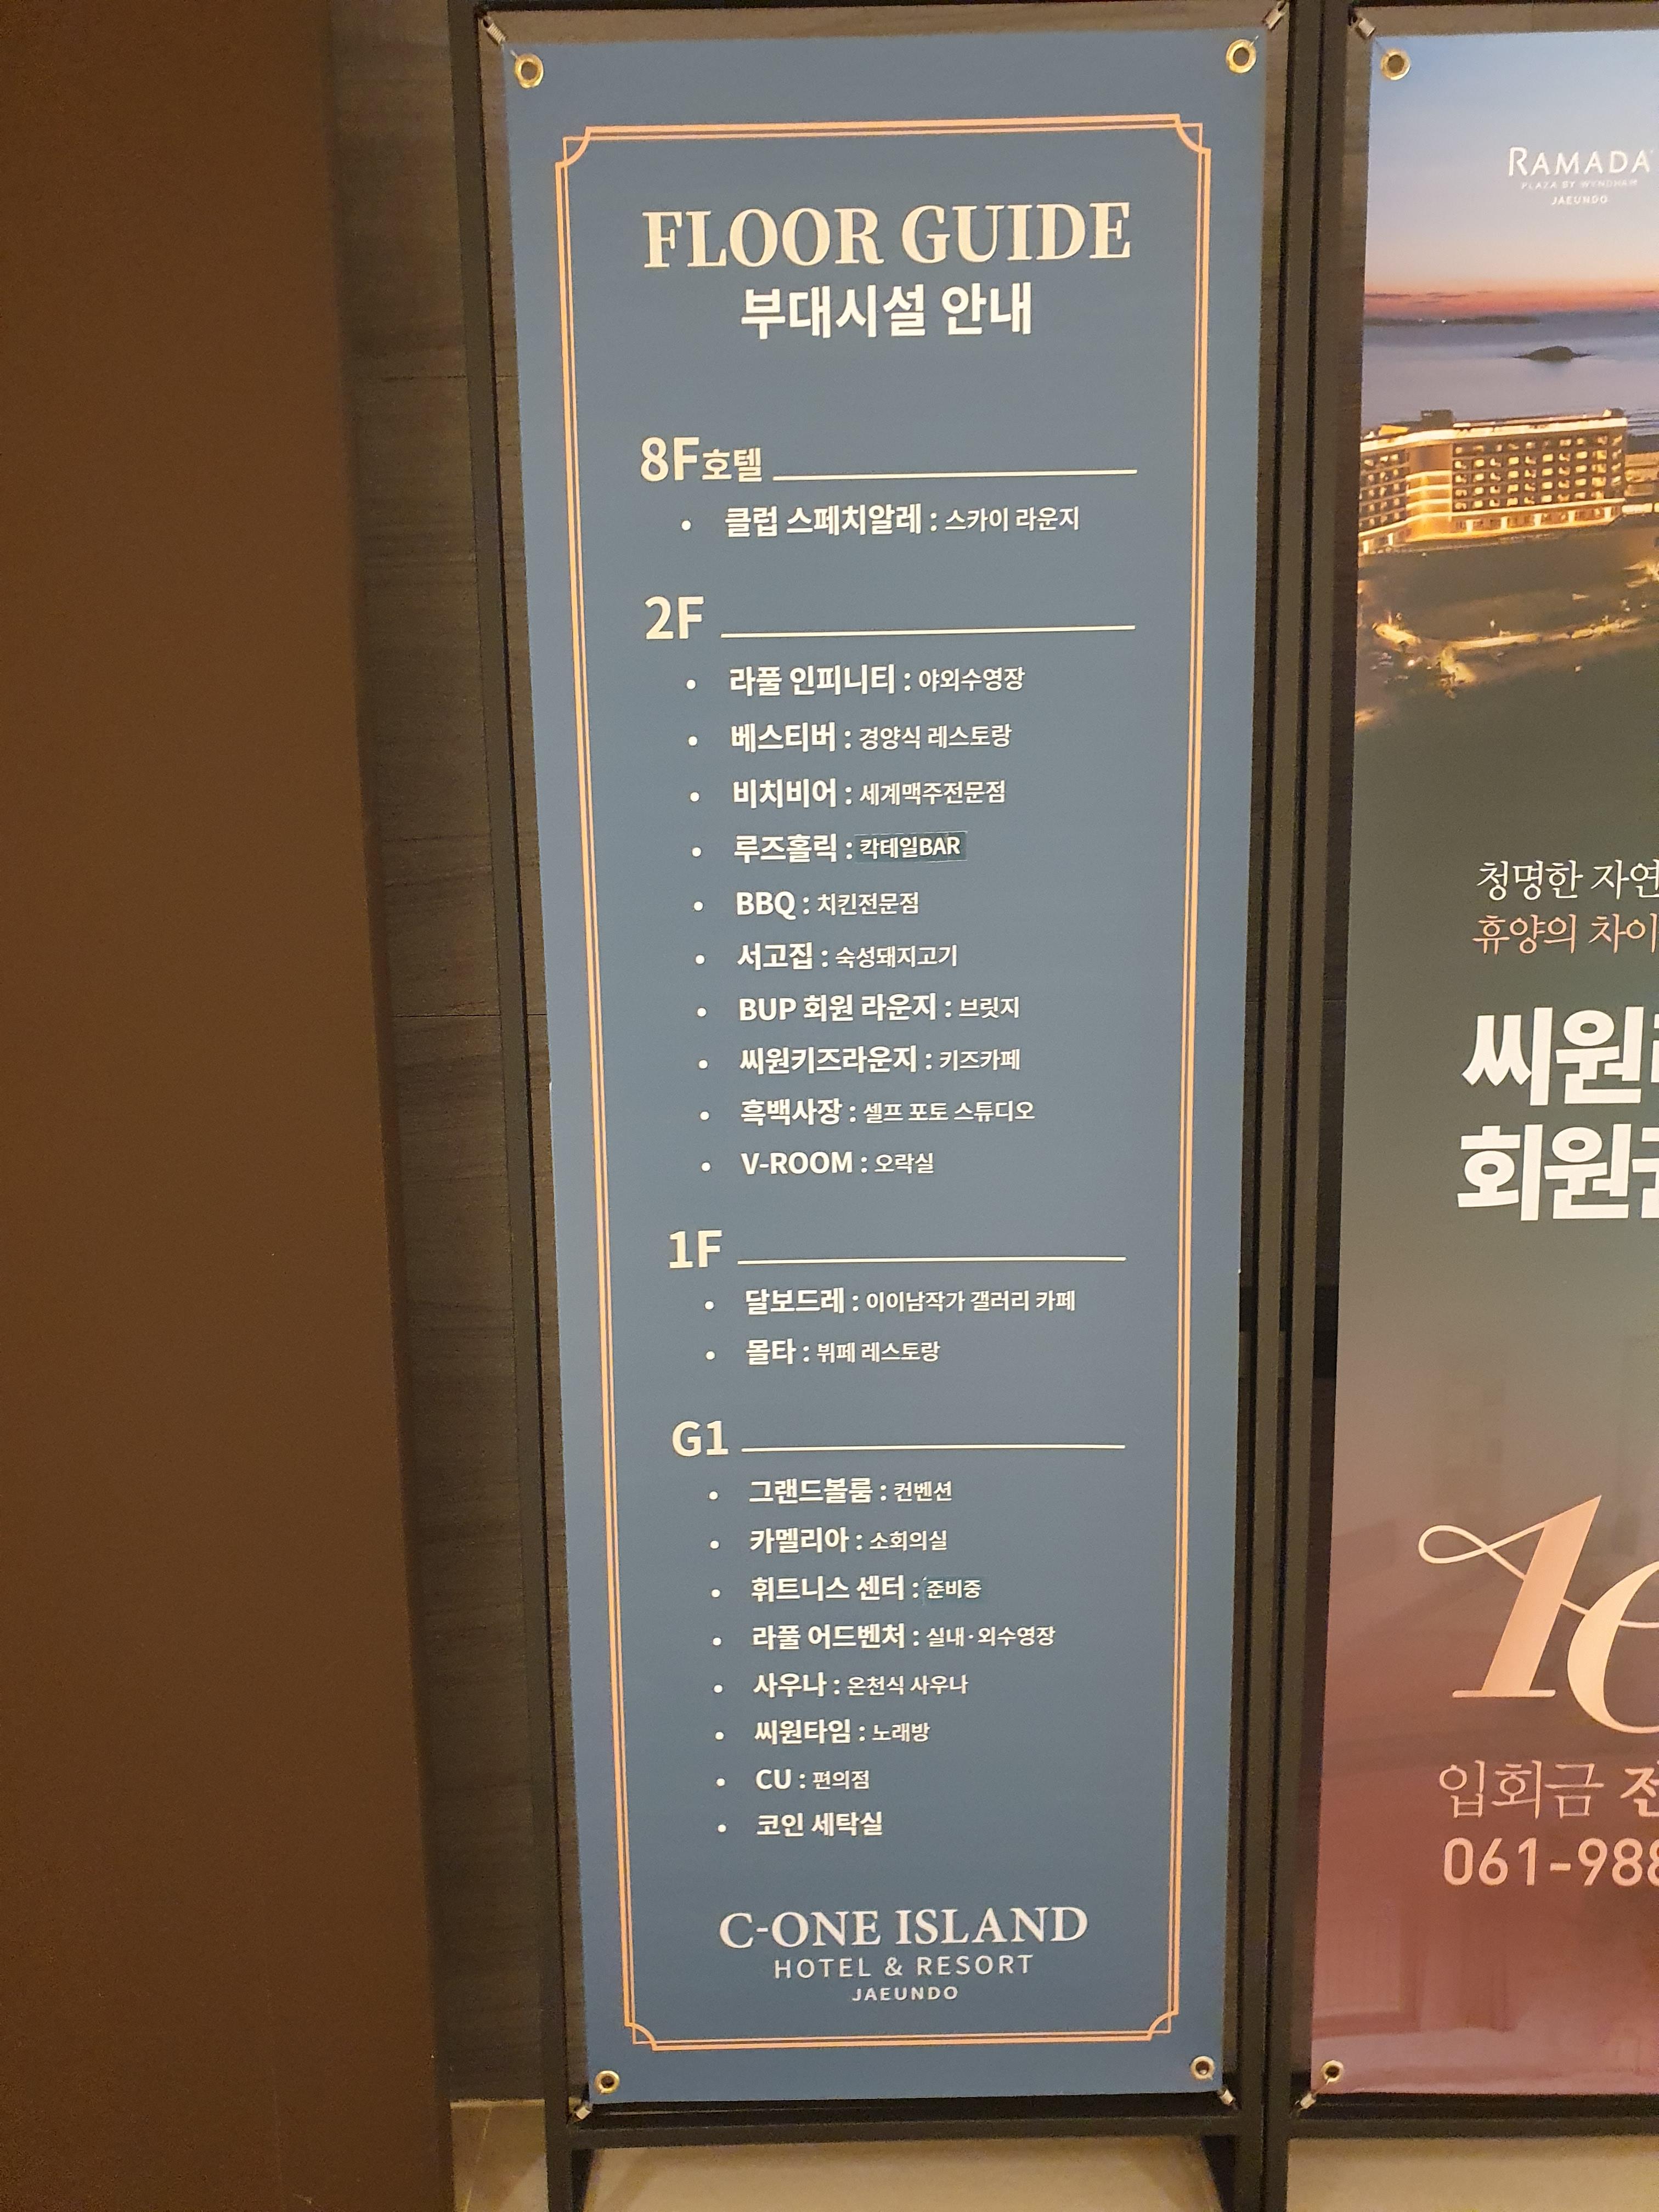 FLOOR GUIDE
부대시설 안내
8F호텔
• 클럽 스페치알레 : 스카이 라운지
2F
• 라풀 인피니티 : 야외수영장
• 베스티버 : 경양식 레스토랑
• 비치비어 : 세계맥주전문점
• 루즈홀릭 : 칵테일BAR
• BBQ : 치킨전문점
• 서고집 : 숙성돼지고기
• BUP 회원 라운지 : 브릿지
• 씨원키즈라운지 : 키즈카페
• 흑백사장 : 셀프 포토 스튜디오
• V-ROOM : 오락실
1F
• 달보드레 : 이이남작가 갤러리 카페
• 몰타 : 뷔페 레스토랑
G1
• 그랜드볼룸 : 컨벤션
• 카멜리아 : 소회의실
• 휘트니스 센터 : 준비중
• 라풀 어드벤처 : 실내·외수영장
• 사우나 : 온천식 사우나
• 씨원타임 : 노래방
• CU : 편의점
• 코인 세탁실
C-ONE ISLAND
HOTEL & RESORT
JAEUNDO
RAMADA
PLAZA BY WYNDHAM
JAEUNDO
청명한 자연
휴양의 차이
씨원
회원
입회금
061-988